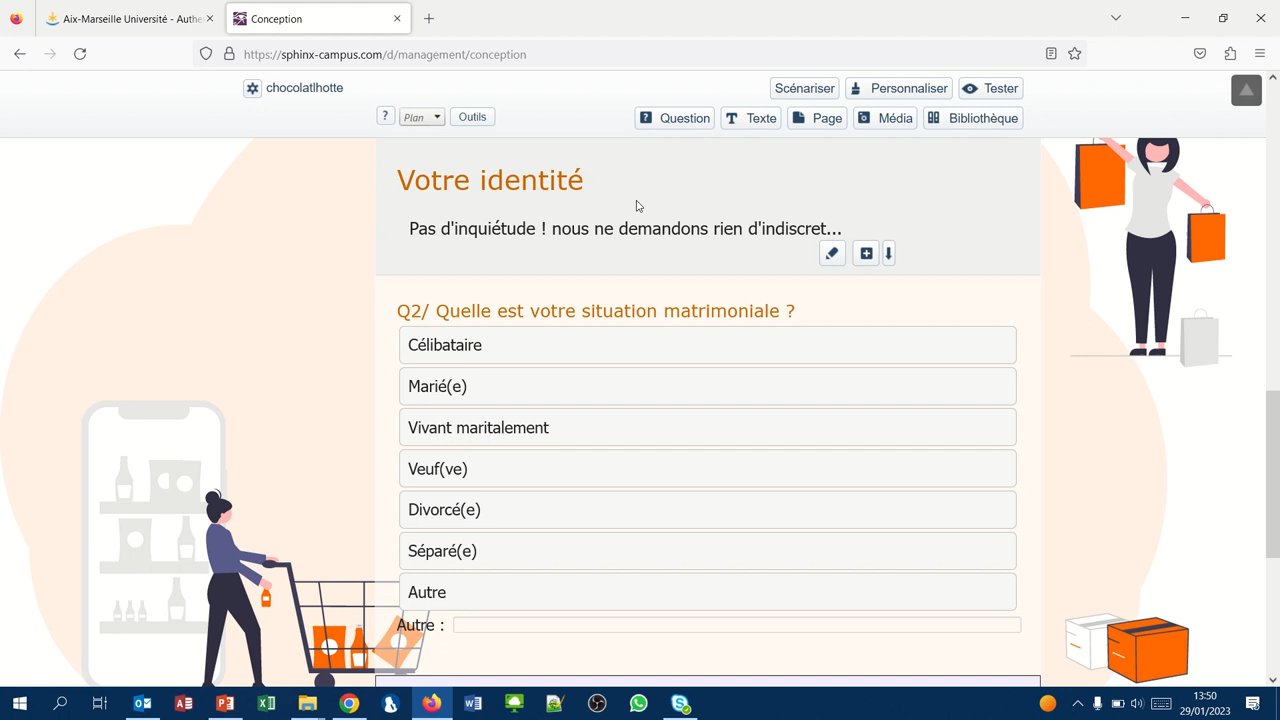 Aix-Marseille Université - Authe
Conception
https://sphinx-campus.com/d/management/conception
chocolatlhotte
Scénariser
Personnaliser
Tester
?
Plan
Outils
Question
Texte
Page
Média
Bibliothèque
Votre identité
Pas d'inquiétude ! nous ne demandons rien d'indiscret...
Q2/ Quelle est votre situation matrimoniale ?
Célibataire
Marié(e)
Vivant maritalement
Veuf(ve)
Divorcé(e)
Séparé(e)
Autre
Autre :
13:50
29/01/2023